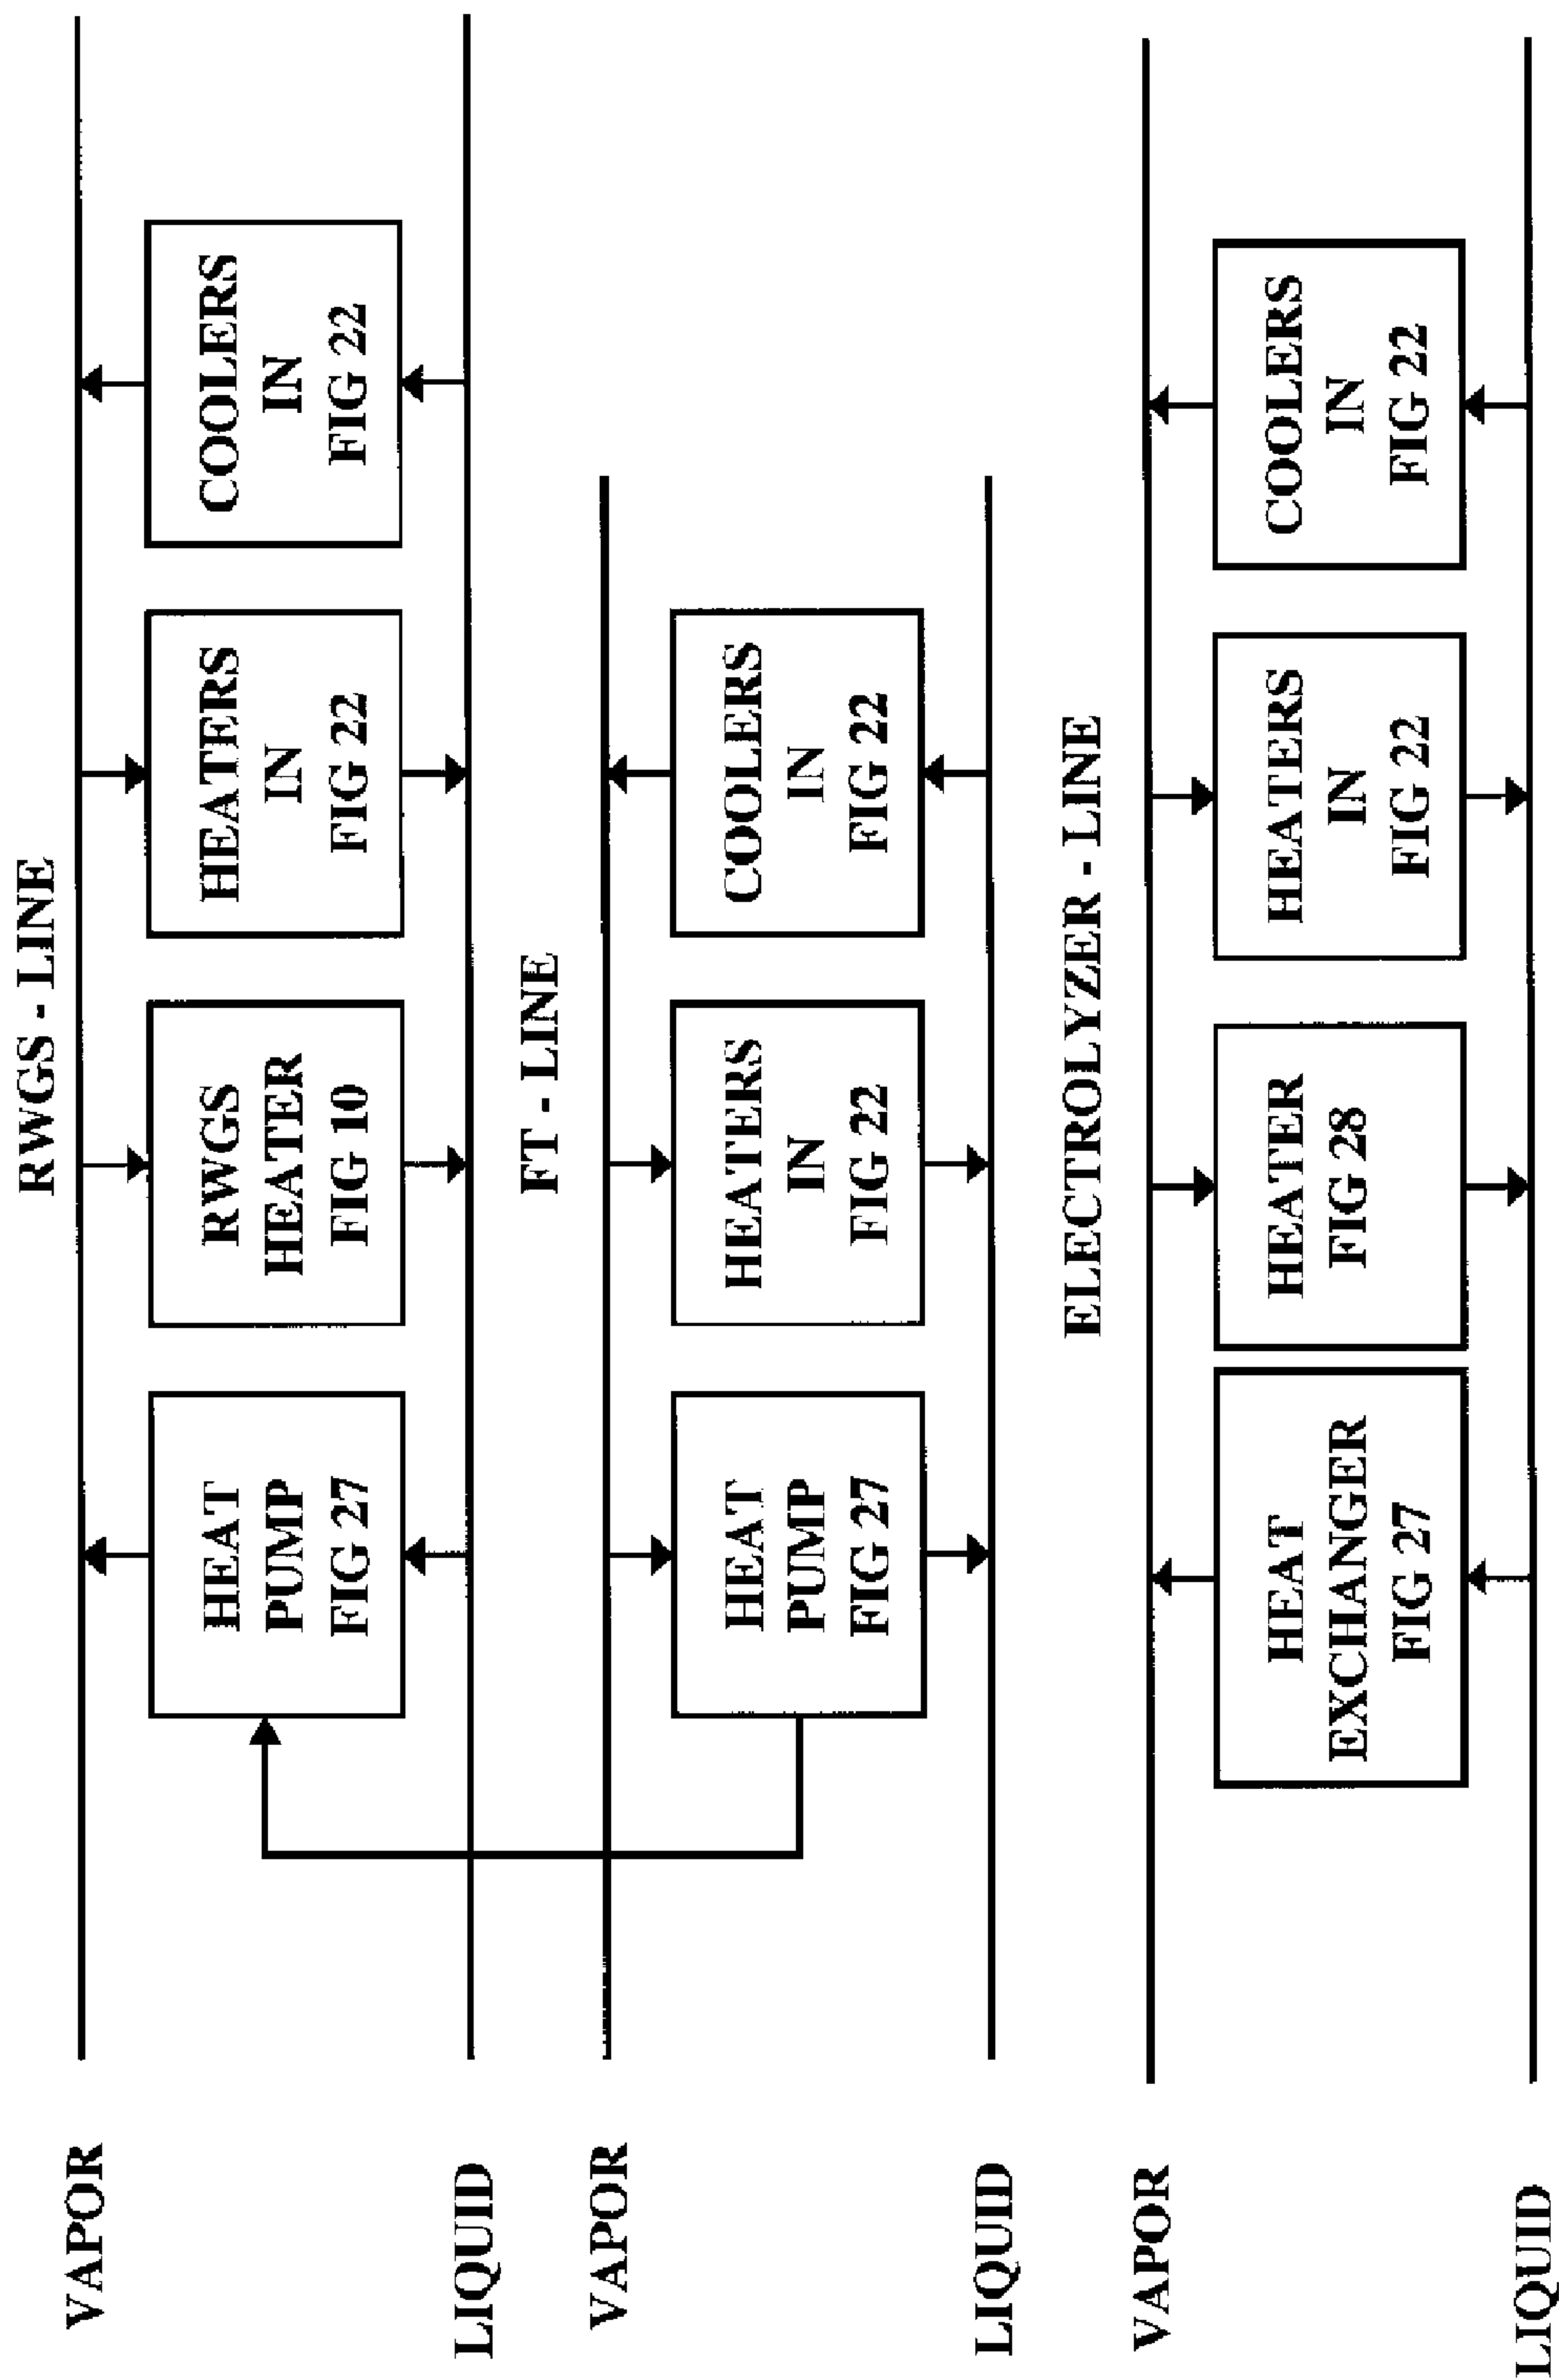 RWGS - LINE
VAPOR
HEAT
PUMP
FIG 27
RWGS
HEATER
FIG 10
HEATERS
IN
FIG 22
COOLERS
IN
FIG 22
LIQUID
FT - LINE
VAPOR
HEAT
PUMP
FIG 27
HEATERS
IN
FIG 22
COOLERS
IN
FIG 22
LIQUID
ELECTROLYZER - LINE
VAPOR
HEAT
EXCHANGER
FIG 27
HEATER
FIG 28
HEATERS
IN
FIG 22
COOLERS
IN
FIG 22
LIQUID